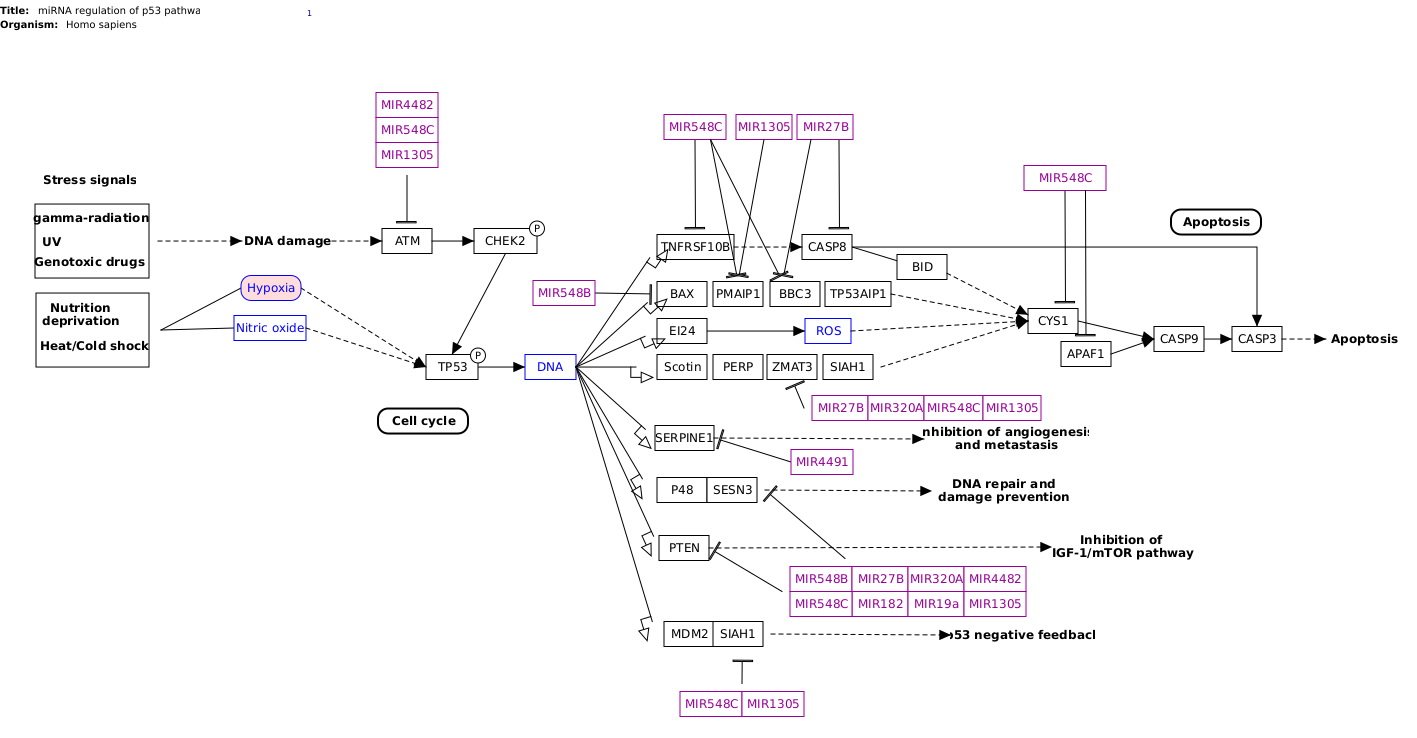 Title: miRNA regulation of p53 pathwa
1
Organism: Homo sapiens
MIR4482
MIR548C
MIR1305
MIR548C
MIR1305
MIR27B
MIR548C
Stress signals
gamma-radiation
UV
Genotoxic drugs
DNA damage
ATM
CHEK2
P
TNFRSF10B
CASP8
BID
Apoptosis
Nutrition
deprivation
Heat/Cold shock
Hypoxia
Nitric oxide
MIR548B
BAX
PMAIP1
BBC3
TP53AIP1
EI24
ROS
CYS1
APAF1
CASP9
CASP3
Apoptosis
TP53
P
DNA
Scotin
PERP
ZMAT3
SIAH1
MIR27B MIR320A MIR548C MIR1305
Cell cycle
SERPINE1
nhibition of angiogenesi
and metastasis
MIR4491
P48 SESN3
DNA repair and
damage prevention
PTEN
Inhibition of
IGF-1/mTOR pathway
MIR548B MIR27B MIR320A MIR4482
MIR548C MIR182 MIR19a MIR1305
MDM2 SIAH1
53 negative feedbacl
MIR548C MIR1305